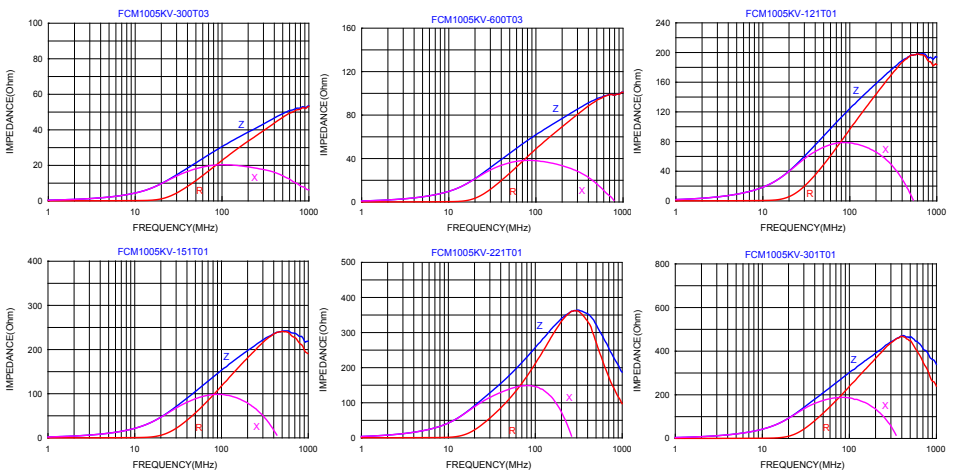 FCM1005KV-300T03
100
80
60
40
20
0
IMPEDANCE(Ohm)
Z
R
X
1
10
100
1000
FREQUENCY(MHz)
FCM1005KV-600T03
160
120
80
40
0
IMPEDANCE(Ohm)
Z
R
X
1
10
100
1000
FREQUENCY(MHz)
FCM1005KV-121T01
240
200
160
120
80
40
0
IMPEDANCE(Ohm)
Z
X
R
1
10
100
1000
FREQUENCY(MHz)
FCM1005KV-151T01
400
300
200
100
0
IMPEDANCE(Ohm)
Z
R
X
1
10
100
1000
FREQUENCY(MHz)
FCM1005KV-221T01
500
400
300
200
100
0
IMPEDANCE(Ohm)
Z
X
R
1
10
100
1000
FREQUENCY(MHz)
FCM1005KV-301T01
800
600
400
200
0
IMPEDANCE(Ohm)
Z
X
R
1
10
100
1000
FREQUENCY(MHz)